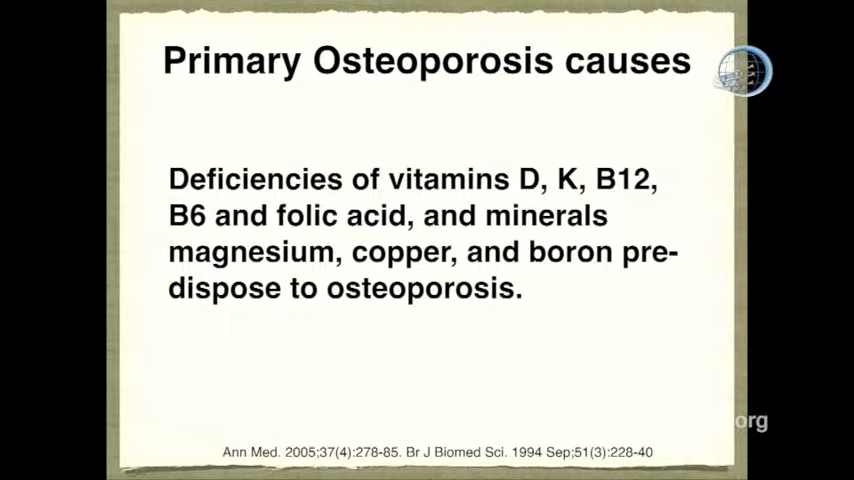 Primary Osteoporosis causes
Deficiencies of vitamins D, K, B12,
B6 and folic acid, and minerals
magnesium, copper, and boron pre-
dispose to osteoporosis.
.org
Ann Med. 2005;37(4):278-85. Br J Biomed Sci. 1994 Sep;51(3):228-40